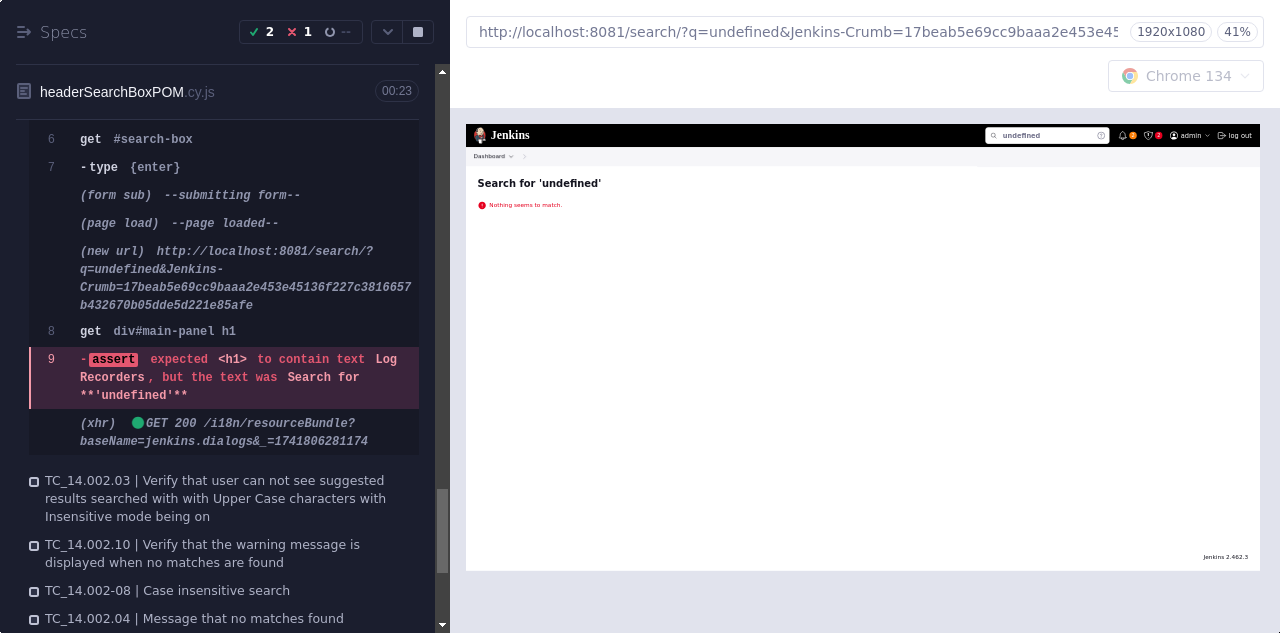 Specs
2
1
--
headerSearchBoxPOM.cy.js
00:23
6 get #search-box
7 -type {enter}
(form sub) --submitting form--
(page load) --page loaded--
(new url) http://localhost:8081/search/?
q=undefined&Jenkins-
Crumb=17beab5e69cc9baaa2e453e45136f227c3816657
b432670b05dde5d221e85afe
8 get div#main-panel h1
9 -assert expected <h1> to contain text Log
Recorders, but the text was Search for
**'undefined'**
(xhr) GET 200 /i18n/resourceBundle?
baseName=jenkins.dialogs&_=1741806281174
TC_14.002.03 | Verify that user can not see suggested
results searched with with Upper Case characters with
Insensitive mode being on
TC_14.002.10 | Verify that the warning message is
displayed when no matches are found
TC_14.002-08 | Case insensitive search
TC_14.002.04 | Message that no matches found
http://localhost:8081/search/?q=undefined&Jenkins-Crumb=17beab5e69cc9baaa2e453e45
1920x1080
41%
Chrome 134
Jenkins
undefined
2
2
admin
log out
Dashboard
Search for 'undefined'
Nothing seems to match.
Jenkins 2.462.3